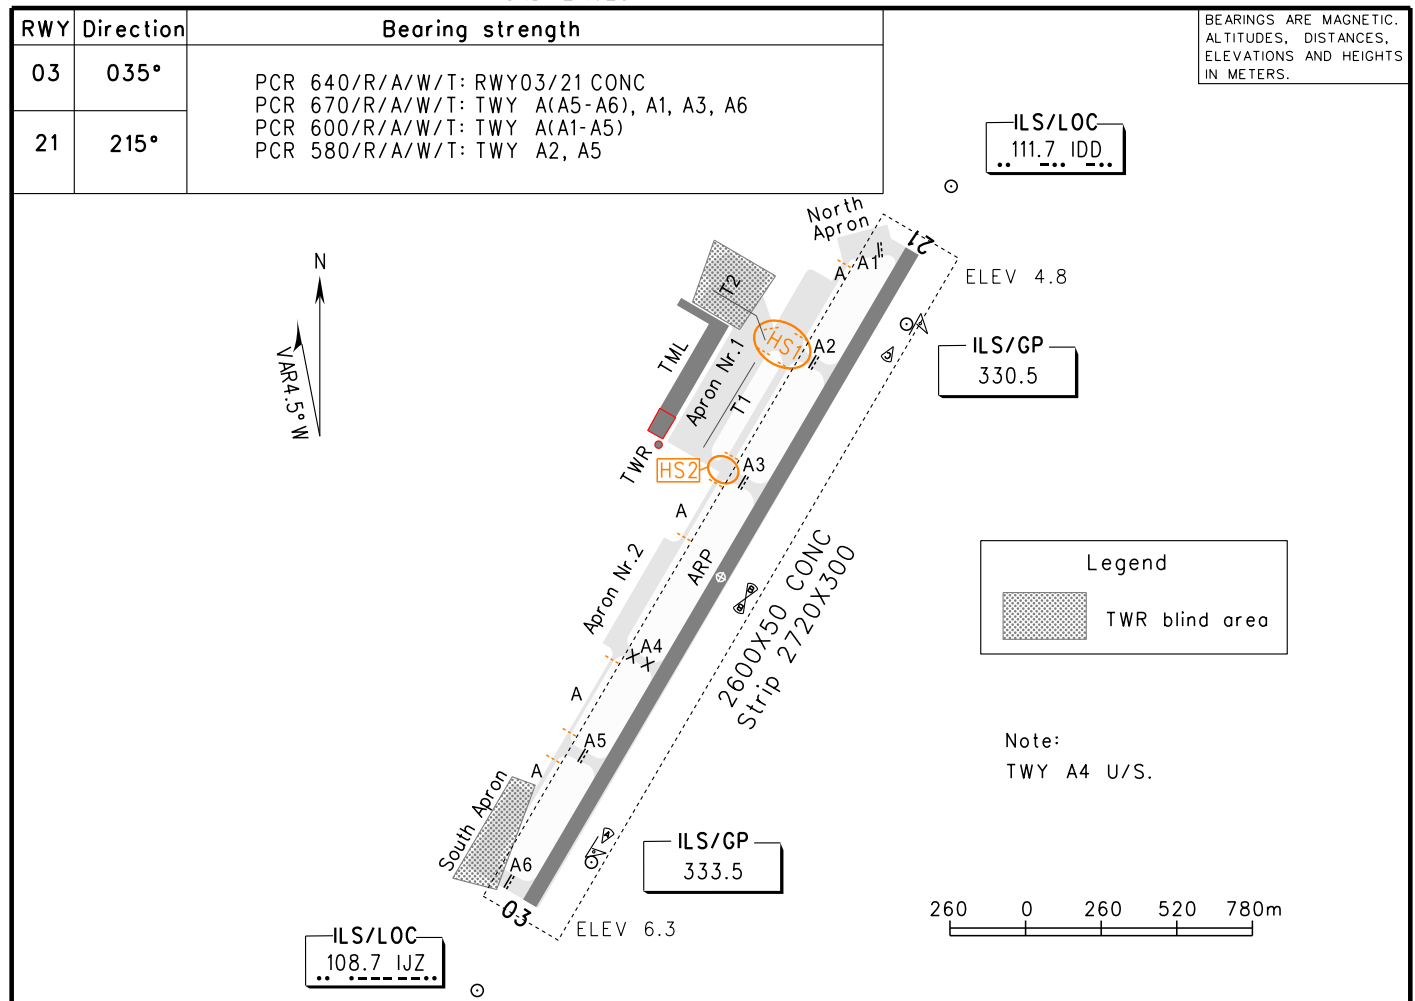 RWY Direction Bearing strength
03 035°
21 215°
PCR 640/R/A/W/T: RWY03/21 CONC
PCR 670/R/A/W/T: TWY A(A5-A6), A1, A3, A6
PCR 600/R/A/W/T: TWY A(A1-A5)
PCR 580/R/A/W/T: TWY A2, A5
BEARINGS ARE MAGNETIC.
ALTITUDES, DISTANCES,
ELEVATIONS AND HEIGHTS
IN METERS.
ILS/LOC
111.7 IDD
North
Apron
21
A1
A
ELEV 4.8
N
VAR4.5°W
T2
HS1
A2
ILS/GP
330.5
TML
Apron Nr.1
T1
TWR
HS2
A3
A
ARP
Apron Nr.2
2600X50 CONC
Strip 2720X300
Legend
TWR blind area
A4
A
A5
A
Note:
TWY A4 U/S.
South Apron
A6
03
ILS/GP
333.5
ELEV 6.3
260 0 260 520 780m
ILS/LOC
108.7 IJZ